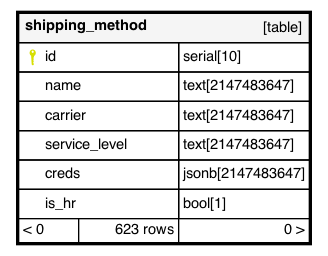 shipping_method [table]
id serial[10]
name text[2147483647]
carrier text[2147483647]
service_level text[2147483647]
creds jsonb[2147483647]
is_hr bool[1]
< 0 623 rows 0 >